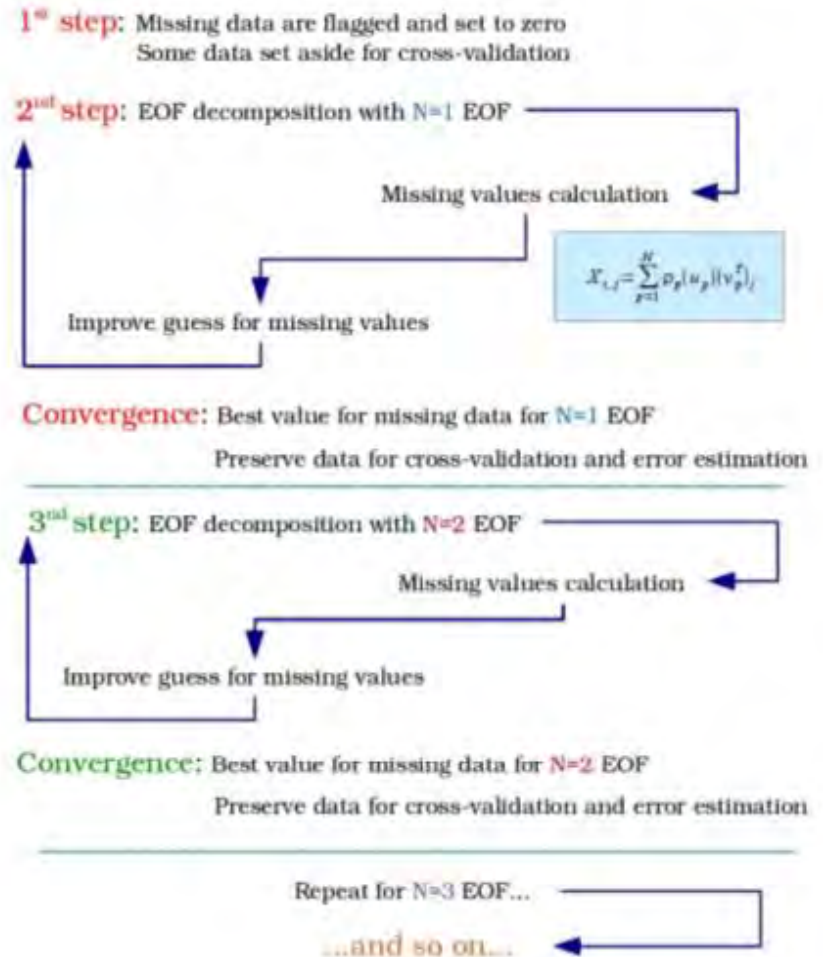 1st step: Missing data are flagged and set to zero
Some data set aside for cross-validation
2nd step: EOF decomposition with N=1 EOF
Missing values calculation
Improve guess for missing values
Convergence: Best value for missing data for N=1 EOF
Preserve data for cross-validation and error estimation
3nd step: EOF decomposition with N=2 EOF
Missing values calculation
Improve guess for missing values
Convergence: Best value for missing data for N=2 EOF
Preserve data for cross-validation and error estimation
Repeat for N=3 EOF...
...and so on...